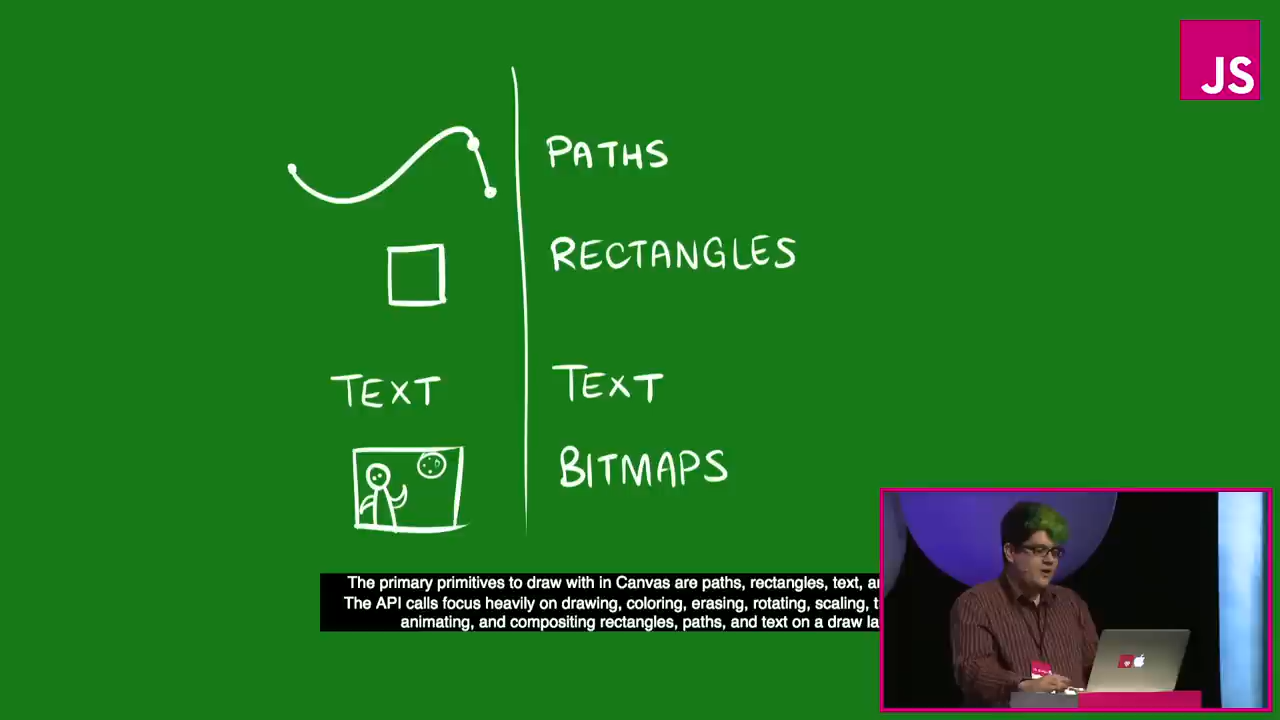 JS
PATHS
RECTANGLES
TEXT TEXT
BITMAPS
The primary primitives to draw with in Canvas are paths, rectangles, text,
The API calls focus heavily on drawing, coloring, erasing, rotating, scaling,
animating, and compositing rectangles, paths, and text on a draw